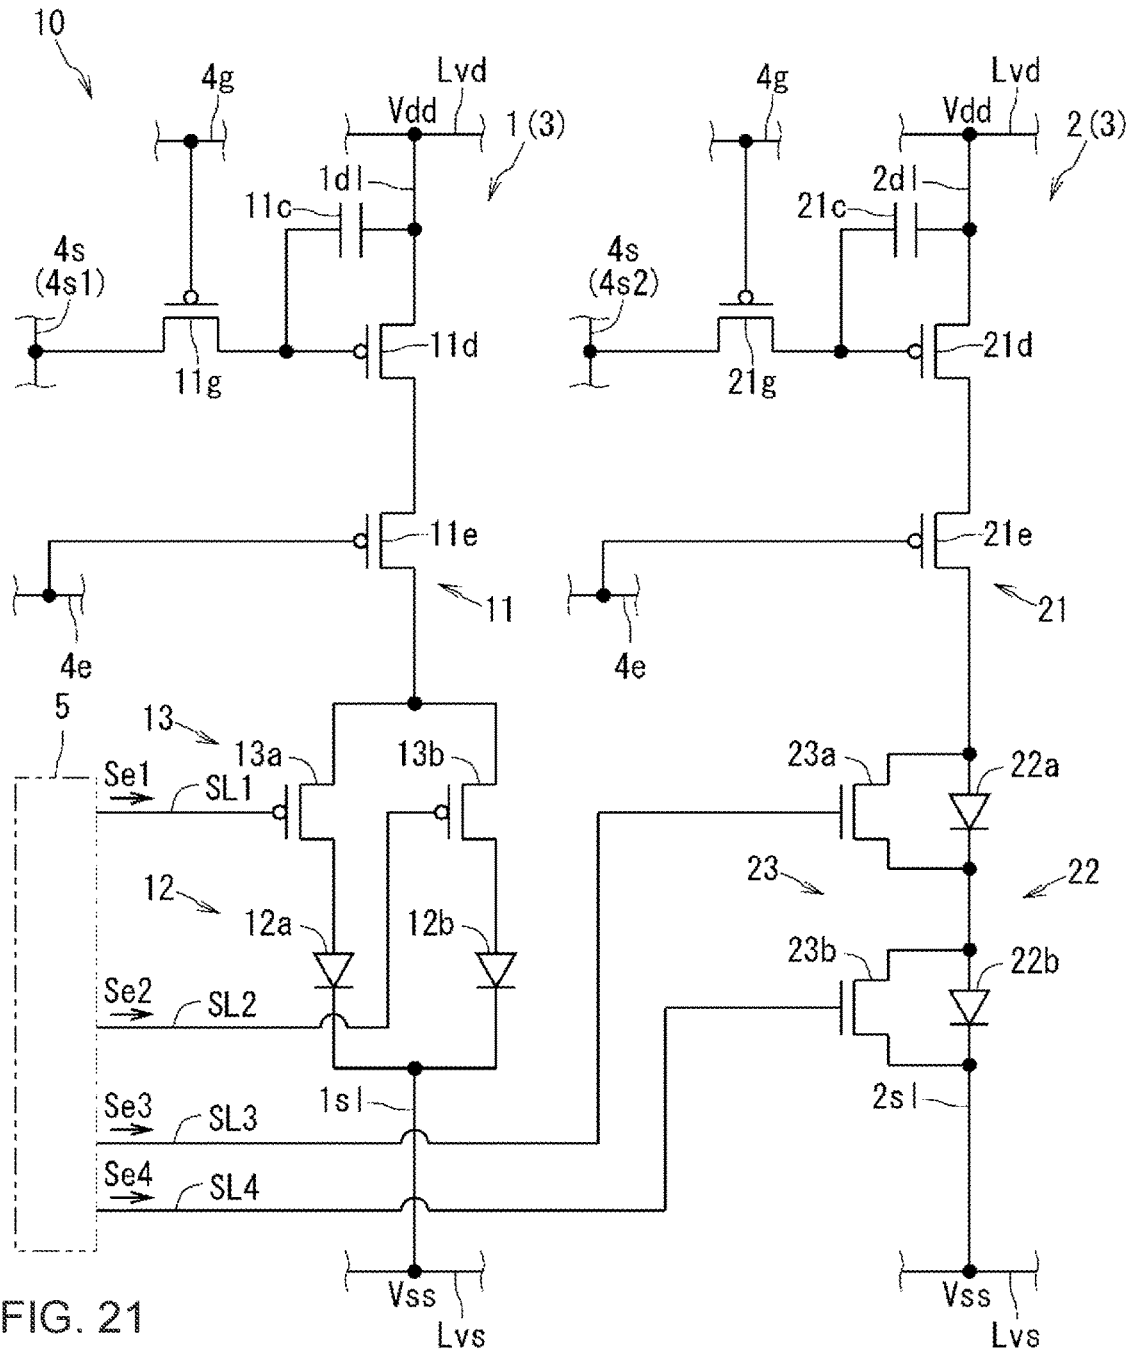 10
4g
Lvd
Vdd
1(3)
4g
Lvd
Vdd
2(3)
1dl
11c
2dl
21c
4s
(4s1)
4s
(4s2)
11g
11d
21g
21d
11e
21e
11
21
4e
4e
5
13
13a
13b
23a
22a
Se1
SL1
12
12a
12b
23
22
23b
22b
Se2
SL2
1sl
2sl
Se3
SL3
Se4
SL4
Vss
Lvs
Vss
Lvs
FIG. 21